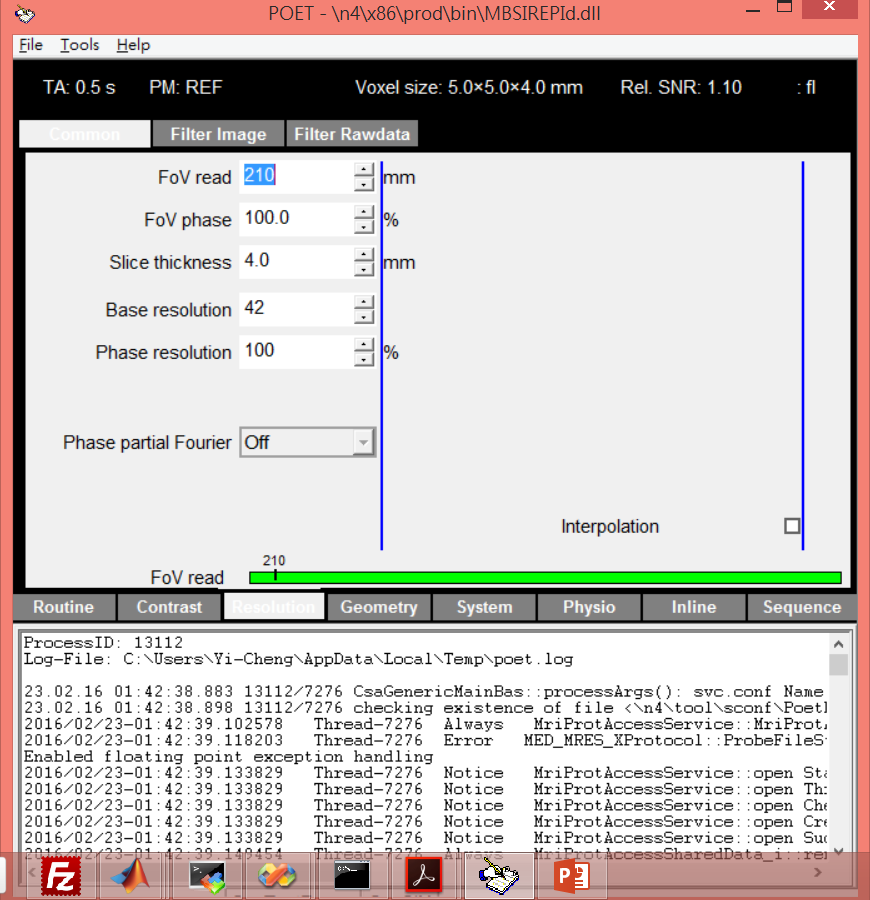 POET - \n4\x86\prod\bin\MBSIREPId.dll
File Tools Help
TA: 0.5 s PM: REF Voxel size: 5.0×5.0×4.0 mm Rel. SNR: 1.10 : fl
Common Filter Image Filter Rawdata
FoV read 210 mm
FoV phase 100.0 %
Slice thickness 4.0 mm
Base resolution 42
Phase resolution 100 %
Phase partial Fourier Off
Interpolation
210
FoV read
Routine Contrast Resolution Geometry System Physio Inline Sequence
ProcessID: 13112
Log-File: C:\Users\Yi-Cheng\AppData\Local\Temp\poet.log
23.02.16 01:42:38.883 13112/7276 CsaGenericMainBas::processArgs(): svc.conf Name
23.02.16 01:42:38.898 13112/7276 checking existence of file <\n4\tool\sconf\Poet
2016/02/23-01:42:39.102578 Thread-7276 Always MriProtAccessService::MriProt
2016/02/23-01:42:39.118203 Thread-7276 Error MED_MRES_XProtocol::ProbeFileS
Enabled floating point exception handling
2016/02/23-01:42:39.133829 Thread-7276 Notice MriProtAccessService::open Sta
2016/02/23-01:42:39.133829 Thread-7276 Notice MriProtAccessService::open Th
2016/02/23-01:42:39.133829 Thread-7276 Notice MriProtAccessService::open Che
2016/02/23-01:42:39.133829 Thread-7276 Notice MriProtAccessService::open Cre
2016/02/23-01:42:39.133829 Thread-7276 Notice MriProtAccessService::open Suc
2016/02/23-01:42:39.149454 Thread-7276 Always MriProtAccessSharedData_i::re